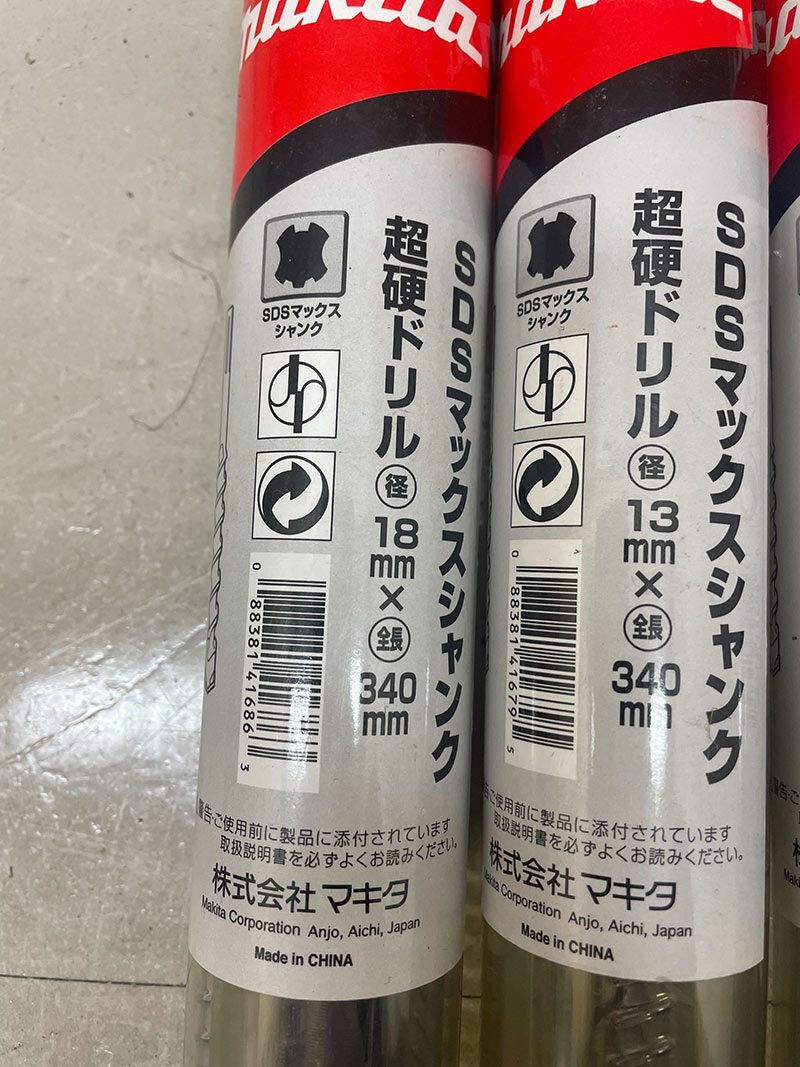 makita
SDSマックス
シャンク
SDSマックスシャンク
超硬ドリル 径 18mm×全長 340mm
0 88381 41686 3
警告・ご使用前に製品に添付されています
取扱説明書を必ずよくお読みください。
株式会社マキタ
Makita Corporation Anjo, Aichi, Japan
Made in CHINA
makita
SDSマックス
シャンク
SDSマックスシャンク
超硬ドリル 径 13mm×全長 340mm
0 88381 41679 5
ご使用前に製品に添付されています
取扱説明書を必ずよくお読みください。
株式会社マキタ
Makita Corporation Anjo, Aichi, Japan
Made in CHINA